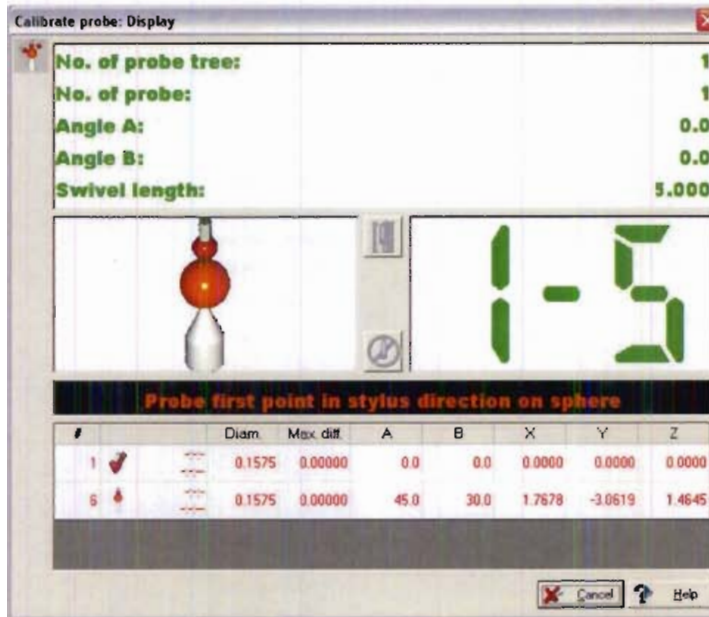 Calibrate probe: Display
No. of probe tree: 1
No. of probe: 1
Angle A: 0.0
Angle B: 0.0
Swivel length: 5.000
1-5
Probe first point in stylus direction on sphere
# Diam. Max. diff. A B X Y Z
1 0.1575 0.00000 0.0 0.0 0.0000 0.0000 0.0000
6 0.1575 0.00000 45.0 30.0 1.7678 -3.0619 1.4645
Cancel Help